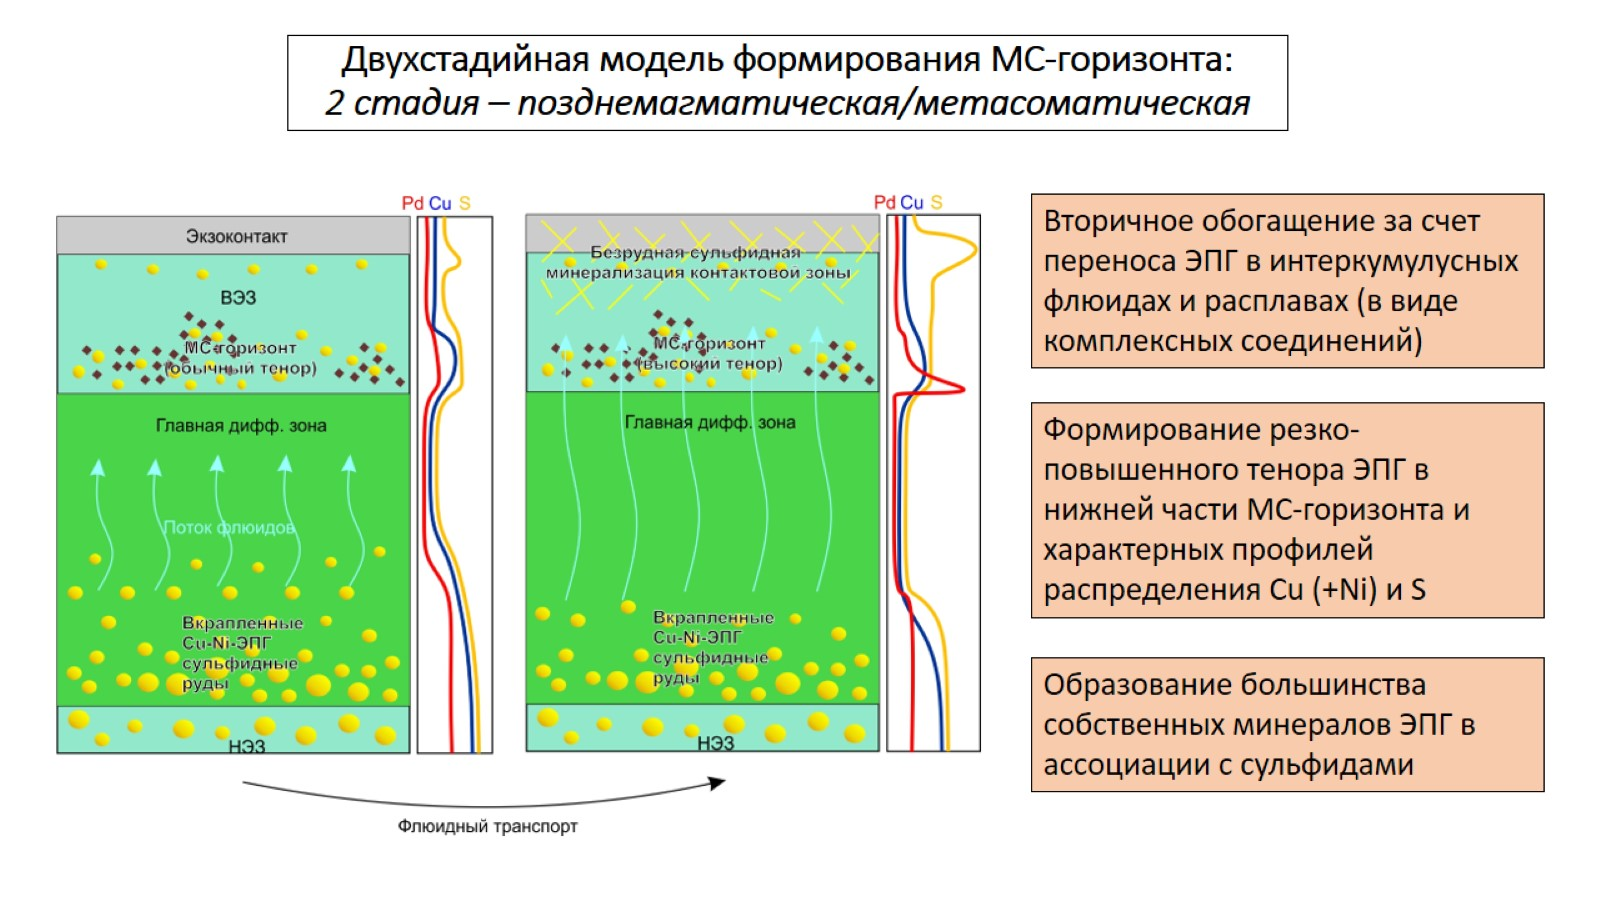 Двухстадийная модель формирования МС-горизонта:
2 стадия – позднемагматическая/метасоматическая
Pd Cu S
Экзоконтакт
ВЭЗ
МС-горизонт
(обычный тенор)
Главная дифф. зона
Поток флюидов
Вкрапленные
Cu-Ni-ЭПГ
сульфидные
руды
НЭЗ
Pd Cu S
Безрудная сульфидная
минерализация контактовой зоны
МС-горизонт
(высокий тенор)
Главная дифф. зона
Вкрапленные
Cu-Ni-ЭПГ
сульфидные
руды
НЭЗ
Флюидный транспорт
Вторичное обогащение за счет
переноса ЭПГ в интеркумулусных
флюидах и расплавах (в виде
комплексных соединений)
Формирование резко-
повышенного тенора ЭПГ в
нижней части МС-горизонта и
характерных профилей
распределения Cu (+Ni) и S
Образование большинства
собственных минералов ЭПГ в
ассоциации с сульфидами